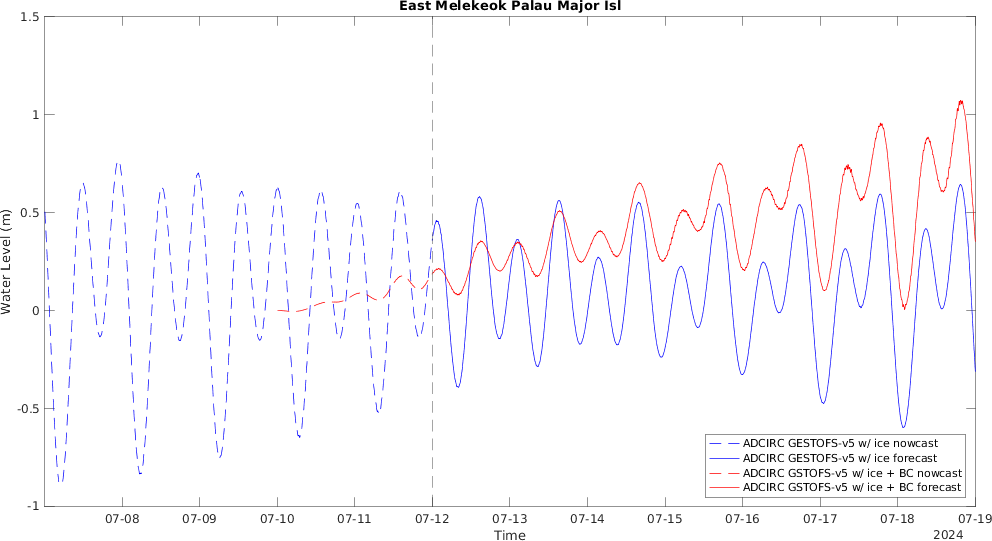 East Melekeok Palau Major Isl
Water Level (m)
1.5
1
0.5
0
-0.5
-1
07-08 07-09 07-10 07-11 07-12 07-13 07-14 07-15 07-16 07-17 07-18 07-19
Time
2024
ADCIRC GESTOFS-v5 w/ ice nowcast
ADCIRC GESTOFS-v5 w/ ice forecast
ADCIRC GSTOFS-v5 w/ ice + BC nowcast
ADCIRC GSTOFS-v5 w/ ice + BC forecast